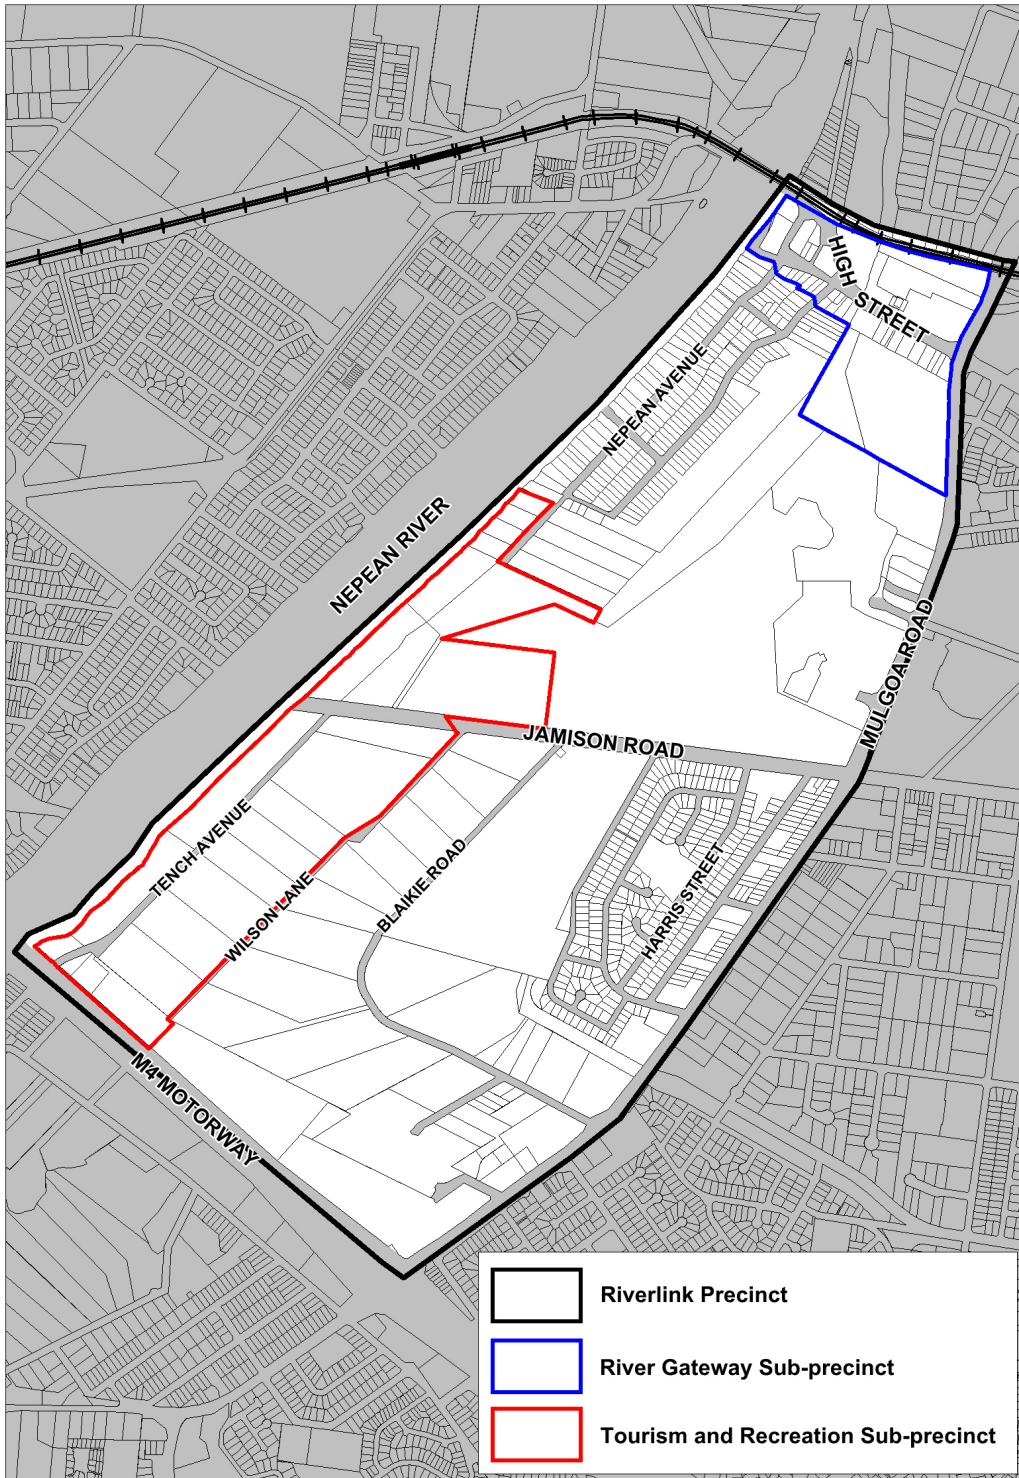 HIGH STREET
NEPEAN AVENUE
NEPEAN RIVER
MULGOA ROAD
JAMISON ROAD
TENCH AVENUE
WILSON LANE
BLAIKIE ROAD
HARRIS STREET
M4 MOTORWAY
Riverlink Precinct
River Gateway Sub-precinct
Tourism and Recreation Sub-precinct